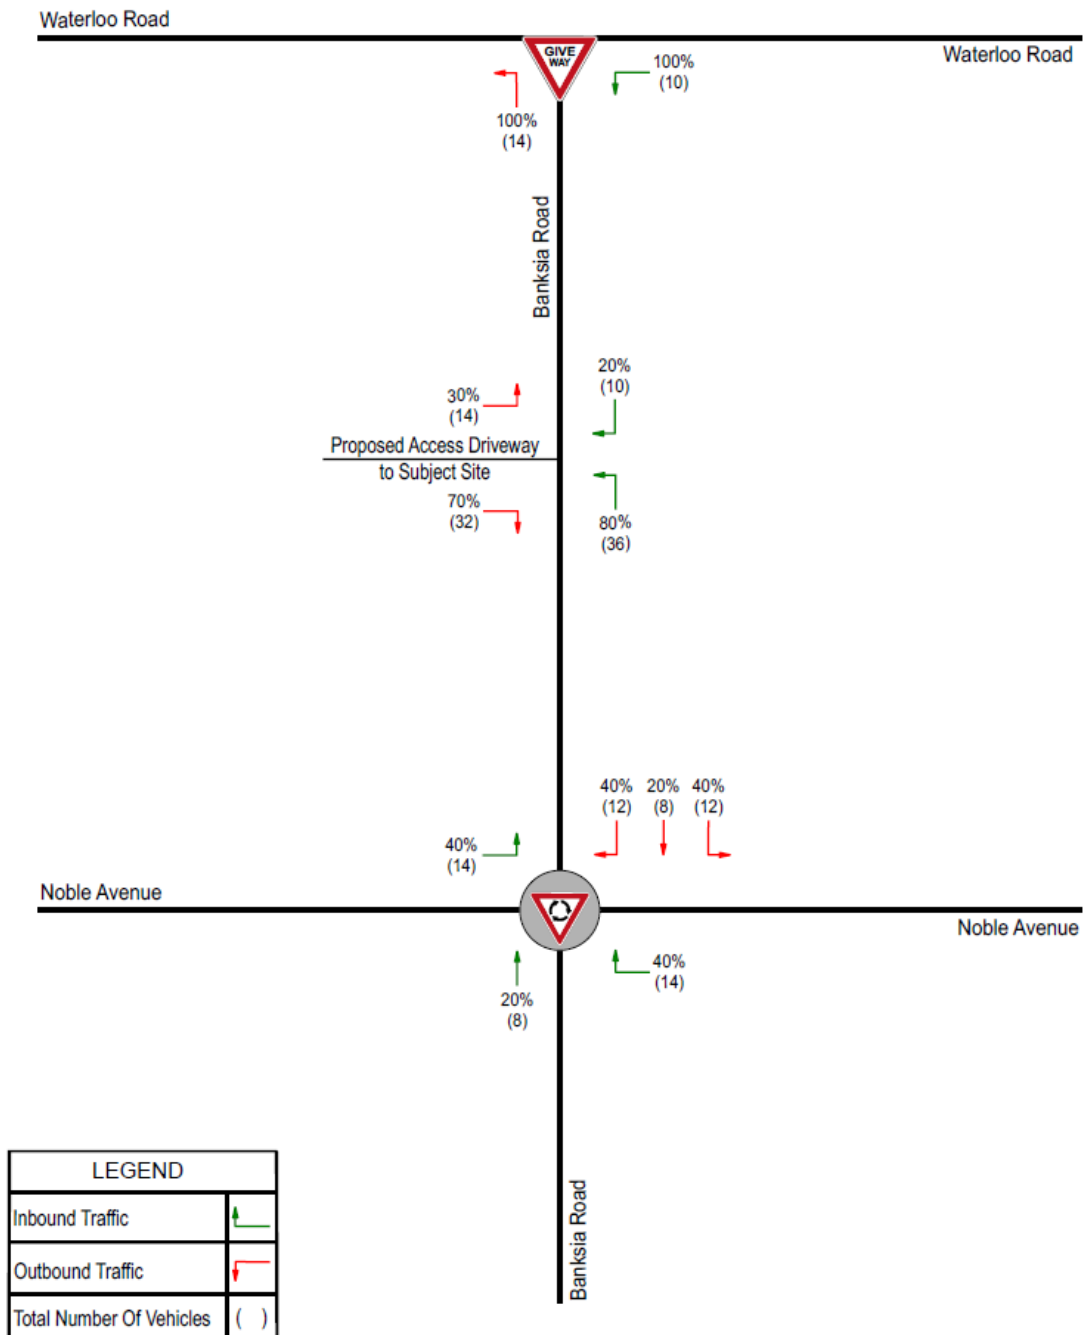 Waterloo Road
Waterloo Road
GIVE
WAY
100%
(10)
100%
(14)
Banksia Road
20%
(10)
30%
(14)
Proposed Access Driveway
to Subject Site
70%
(32)
80%
(36)
40% 20% 40%
(12) (8) (12)
40%
(14)
Noble Avenue
Noble Avenue
40%
(14)
20%
(8)
Banksia Road
LEGEND
Inbound Traffic
Outbound Traffic
Total Number Of Vehicles ( )